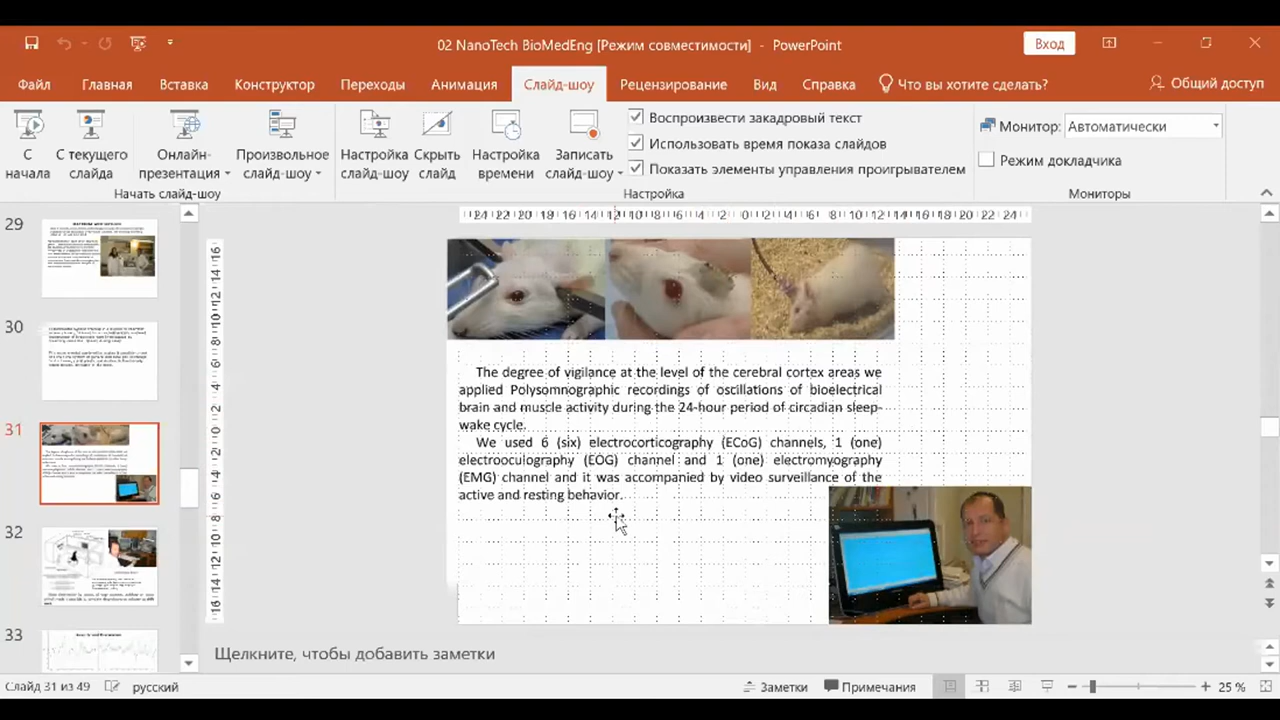 02 NanoTech BioMedEng [Режим совместимости] - PowerPoint
Вход
Файл Главная Вставка Конструктор Переходы Анимация Слайд-шоу Рецензирование Вид Справка Что вы хотите сделать? Общий доступ
С начала
С текущего слайда
Онлайн-презентация
Произвольное слайд-шоу
Начать слайд-шоу
Настройка слайд-шоу
Скрыть слайд
Настройка времени
Записать слайд-шоу
Воспроизвести закадровый текст
Использовать время показа слайдов
Показать элементы управления проигрывателем
Настройка
Монитор: Автоматически
Режим докладчика
Мониторы
29
30
31
32
33
The degree of vigilance at the level of the cerebral cortex areas we
applied Polysomnographic recordings of oscillations of bioelectrical
brain and muscle activity during the 24-hour period of circadian sleep-
wake cycle.
We used 6 (six) electrocorticography (ECoG) channels, 1 (one)
electrooculography (EOG) channel and 1 (one) electromyography
(EMG) channel and it was accompanied by video surveillance of the
active and resting behavior.
Щелкните, чтобы добавить заметки
Слайд 31 из 49 русский Заметки Примечания 25 %